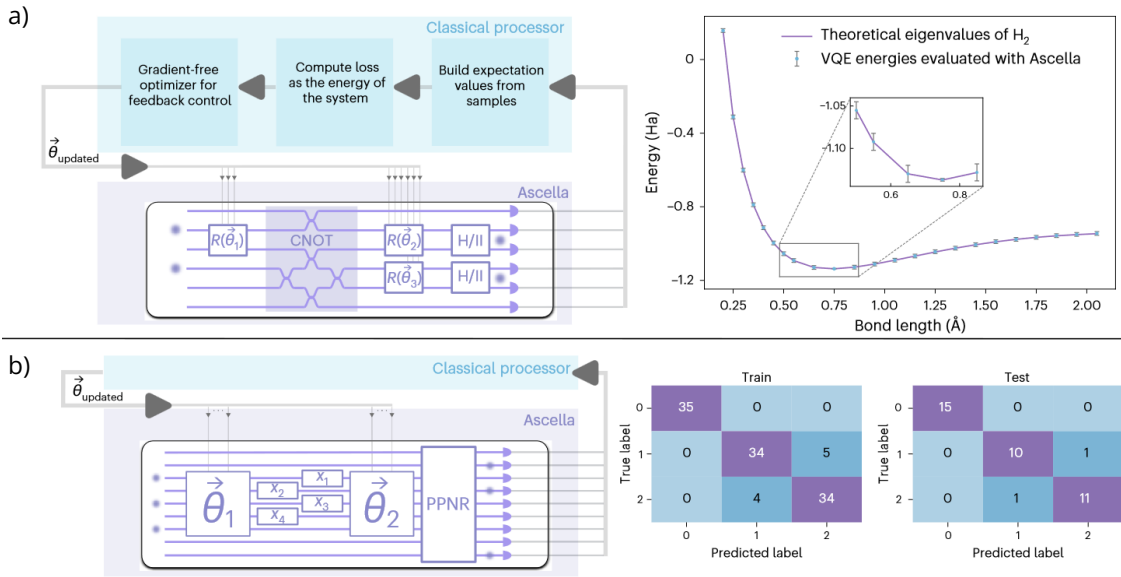 a)
Classical processor
Gradient-free
optimizer for
feedback control
Compute loss
as the energy of
the system
Build expectation
values from
samples
θ⃗updated
Ascella
R(θ⃗1)
CNOT
R(θ⃗2)
H/II
R(θ⃗3)
H/II
Theoretical eigenvalues of H2
VQE energies evaluated with Ascella
Energy (Ha)
0
−0.4
−0.8
−1.2
−1.05
−1.10
0.6
0.8
0.25
0.50
0.75
1.00
1.25
1.50
1.75
2.00
Bond length (Å)
b)
Classical processor
θ⃗updated
Ascella
θ⃗1
x1
x2
x3
x4
θ⃗2
PPNR
Train
True label
0
35 0 0
1
0 34 5
2
0 4 34
0 1 2
Predicted label
Test
True label
0
15 0 0
1
0 10 1
2
0 1 11
0 1 2
Predicted label